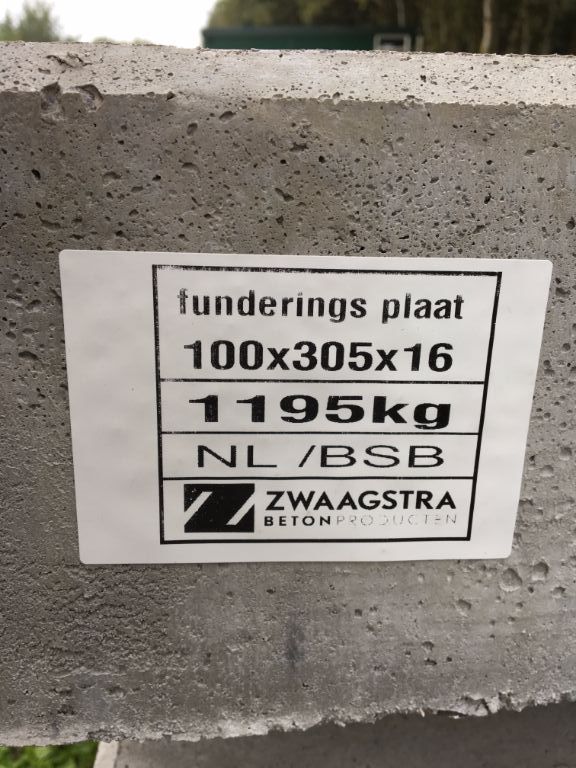 funderings plaat
100x305x16
1195kg
NL /BSB
ZWAAGSTRA
BETONPRODUCTEN